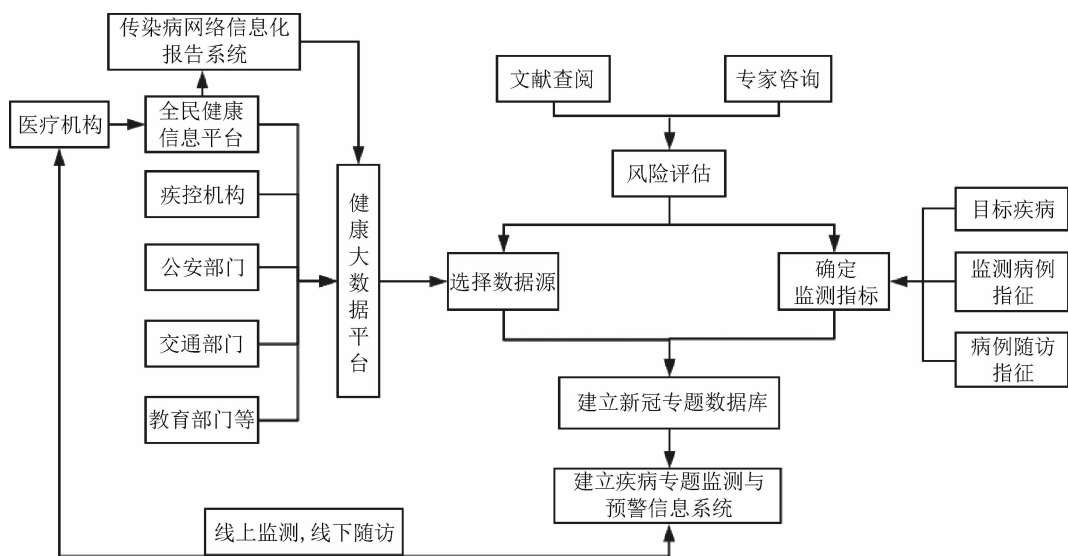 传染病网络信息化
报告系统
医疗机构
全民健康
信息平台
疾控机构
公安部门
交通部门
教育部门等
健康大数据平台
文献查阅
专家咨询
风险评估
选择数据源
确定
监测指标
目标疾病
监测病例
指征
病例随访
指征
建立新冠专题数据库
建立疾病专题监测与
预警信息系统
线上监测,线下随访